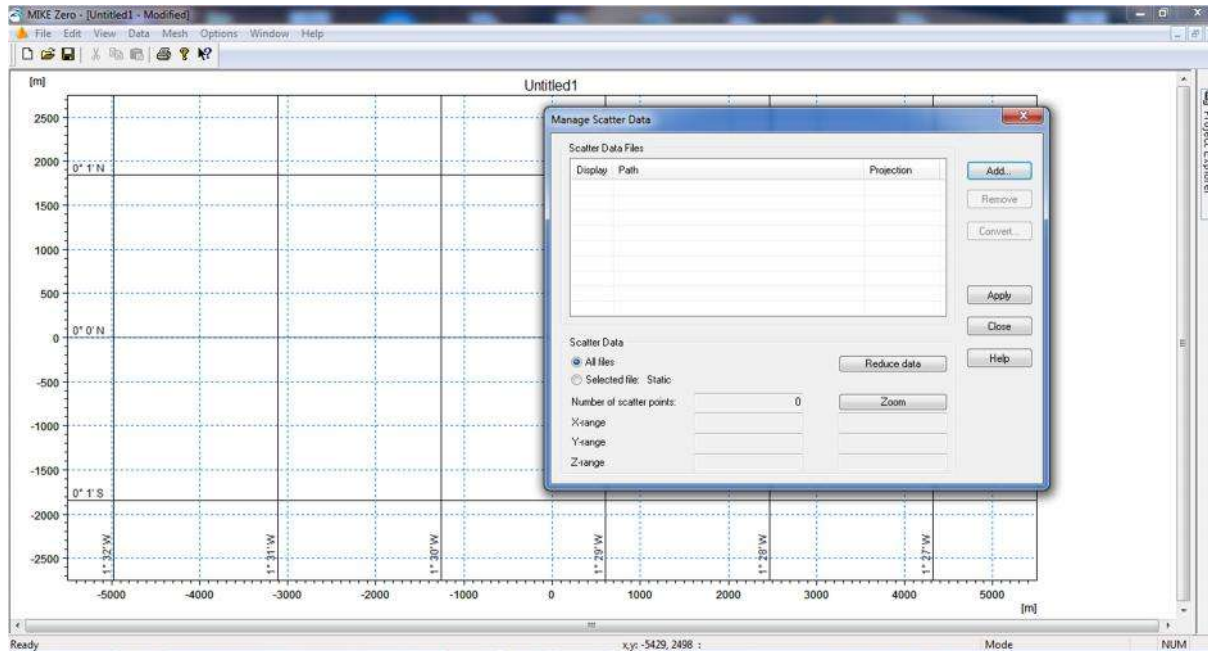 MIKE Zero - [Untitled1 - Modified]
File Edit View Data Mesh Options Window Help
[m]
Untitled1
2500
2000
1500
1000
500
0
-500
-1000
-1500
-2000
-2500
0° 1' N
0° 0' N
0° 1' S
1° 32' W
1° 31' W
1° 30' W
1° 29' W
1° 28' W
1° 27' W
-5000 -4000 -3000 -2000 -1000 0 1000 2000 3000 4000 5000
[m]
Manage Scatter Data
Scatter Data Files
Display Path Projection
Add...
Remove
Convert...
Apply
Close
Help
Scatter Data
All files
Reduce data
Selected file: Static
Number of scatter points: 0
Zoom
X-range
Y-range
Z-range
Project Explorer
Ready x,y: -5429, 2498 : Mode NUM